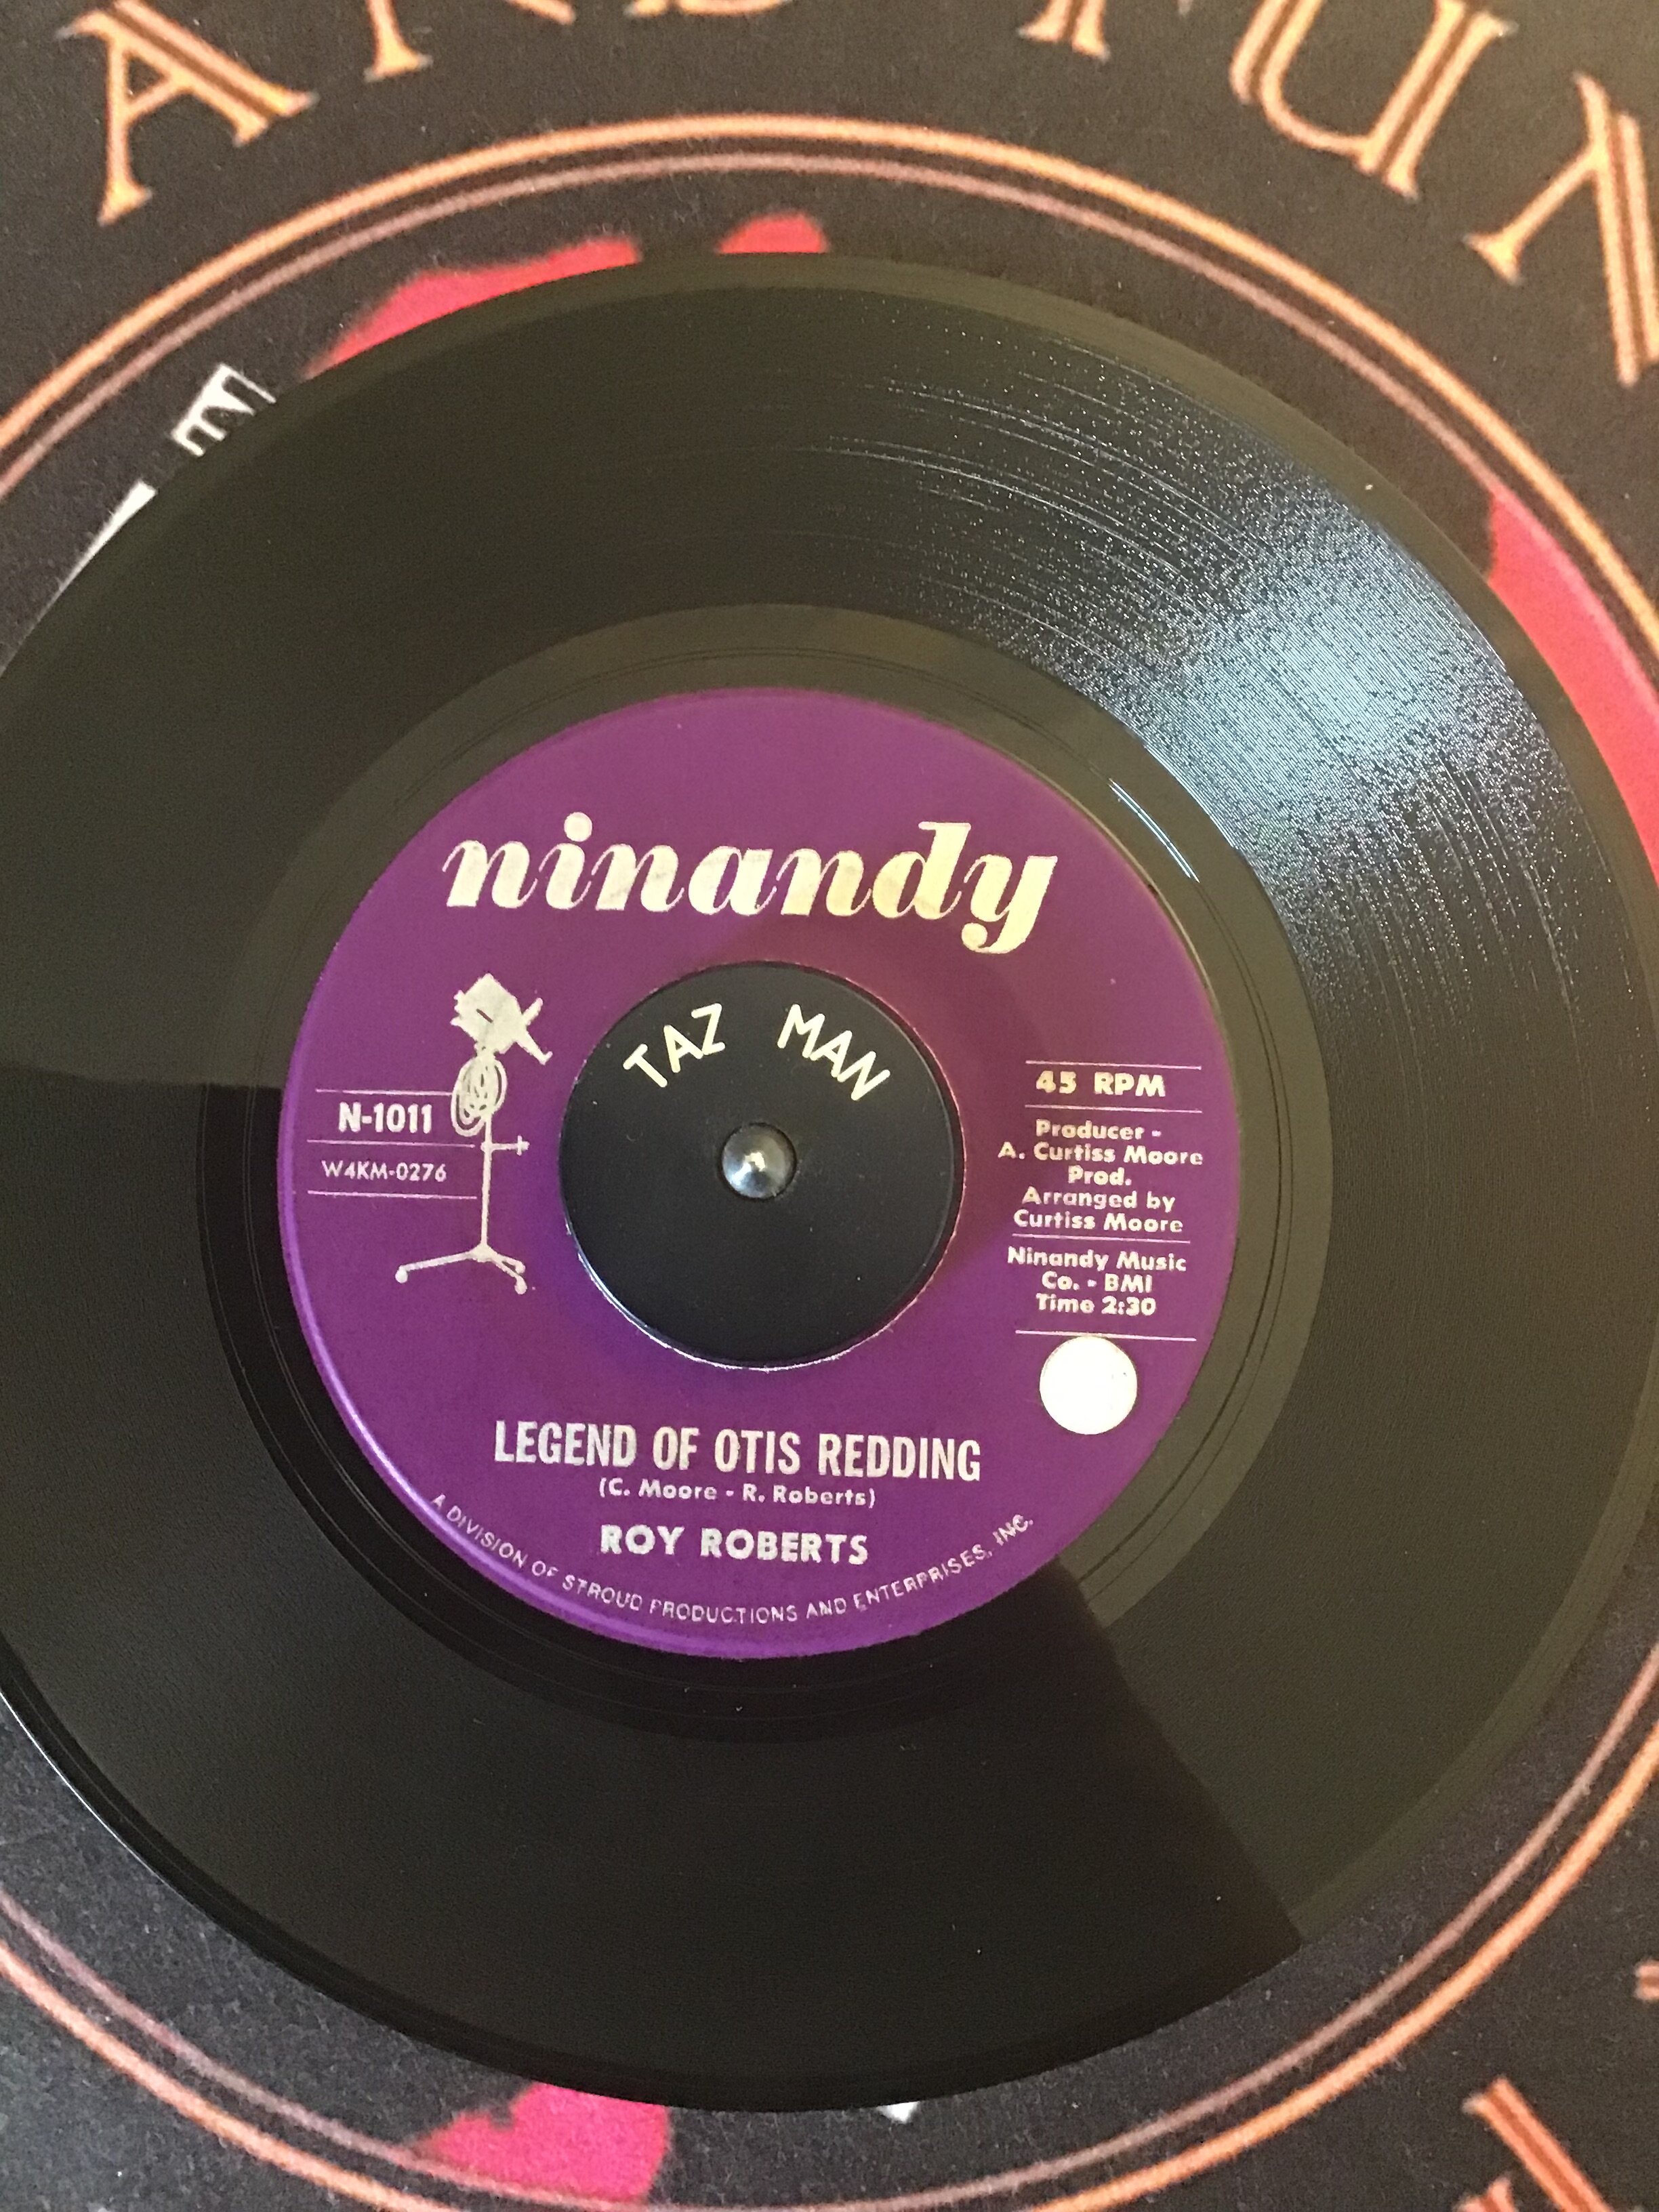 AND FUN
ninandy
TAZ MAN
N-1011
W4KM-0276
45 RPM
Producer -
A. Curtiss Moore
Prod.
Arranged by
Curtiss Moore
Ninandy Music
Co. - BMI
Time 2:30
LEGEND OF OTIS REDDING
(C. Moore - R. Roberts)
ROY ROBERTS
A DIVISION OF STROUD PRODUCTIONS AND ENTERPRISES, INC.